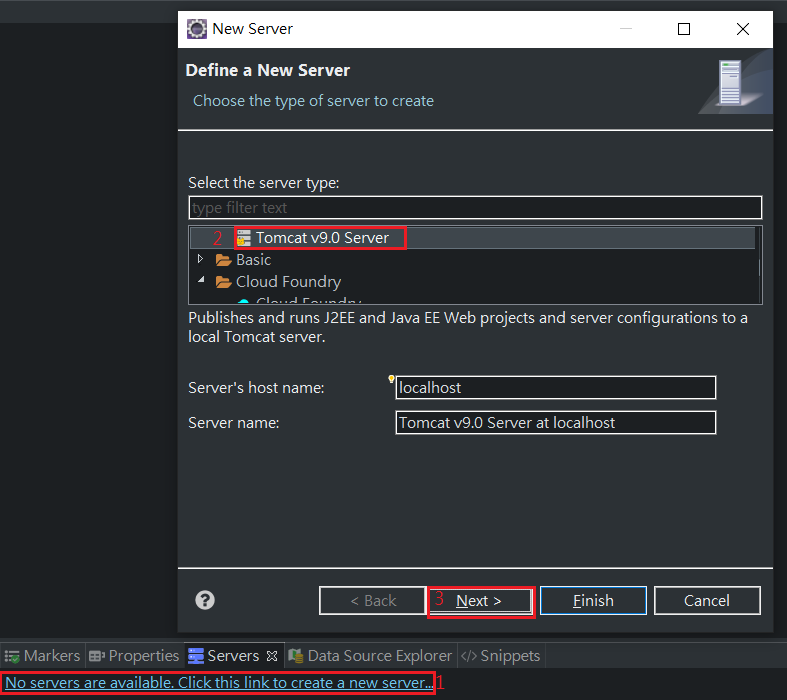 New Server
Define a New Server
Choose the type of server to create
Select the server type:
type filter text
2 Tomcat v9.0 Server
Basic
Cloud Foundry
Cloud Foundry
Publishes and runs J2EE and Java EE Web projects and server configurations to a
local Tomcat server.
Server's host name: localhost
Server name: Tomcat v9.0 Server at localhost
? < Back 3 Next > Finish Cancel
Markers Properties Servers Data Source Explorer Snippets
No servers are available. Click this link to create a new server... 1